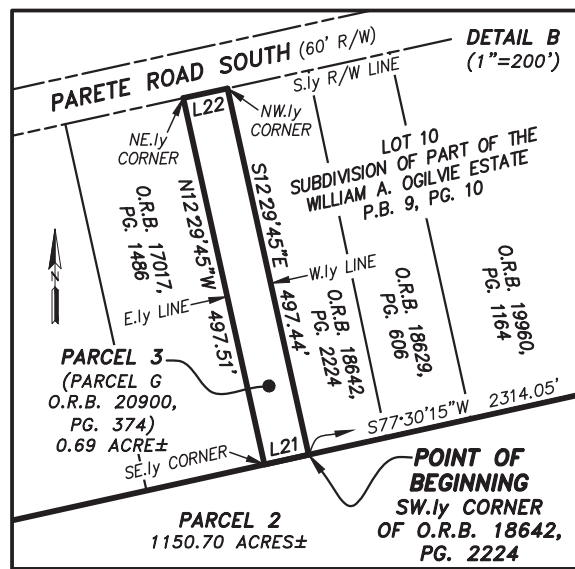 PARETE ROAD SOUTH (60' R/W)
DETAIL B
(1"=200')
S.ly R/W LINE
L22
NE.ly
CORNER
NW.ly
CORNER
LOT 10
SUBDIVISION OF PART OF THE
WILLIAM A. OGILVIE ESTATE
P.B. 9, PG. 10
O.R.B. 17017,
PG. 1486
N12°29'45"W 497.51'
S12°29'45"E 497.44'
W.ly LINE
E.ly LINE
O.R.B. 18642,
PG. 2224
O.R.B. 18629,
PG. 606
O.R.B. 19960,
PG. 1164
N
PARCEL 3
(PARCEL G
O.R.B. 20900,
PG. 374)
0.69 ACRE±
SE.ly CORNER
L21
S77°30'15"W 2314.05'
POINT OF
BEGINNING
SW.ly CORNER
OF O.R.B. 18642,
PG. 2224
PARCEL 2
1150.70 ACRES±